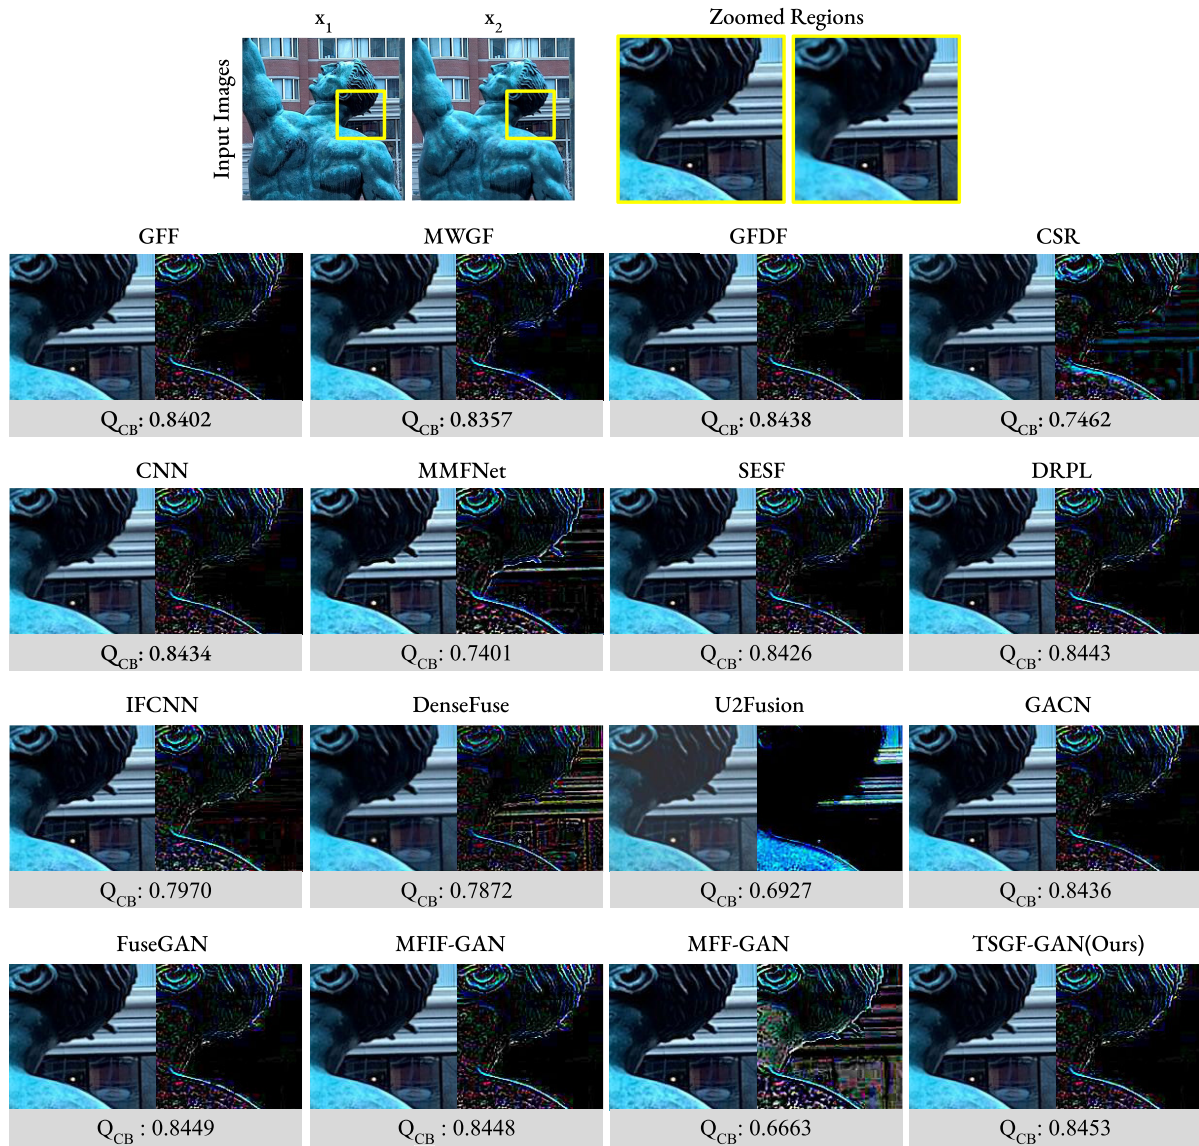 x1 x2 Zoomed Regions
Input Images
GFF MWGF GFDF CSR
QCB: 0.8402 QCB: 0.8357 QCB: 0.8438 QCB: 0.7462
CNN MMFNet SESF DRPL
QCB: 0.8434 QCB: 0.7401 QCB: 0.8426 QCB: 0.8443
IFCNN DenseFuse U2Fusion GACN
QCB: 0.7970 QCB: 0.7872 QCB: 0.6927 QCB: 0.8436
FuseGAN MFIF-GAN MFF-GAN TSGF-GAN(Ours)
QCB : 0.8449 QCB: 0.8448 QCB: 0.6663 QCB: 0.8453